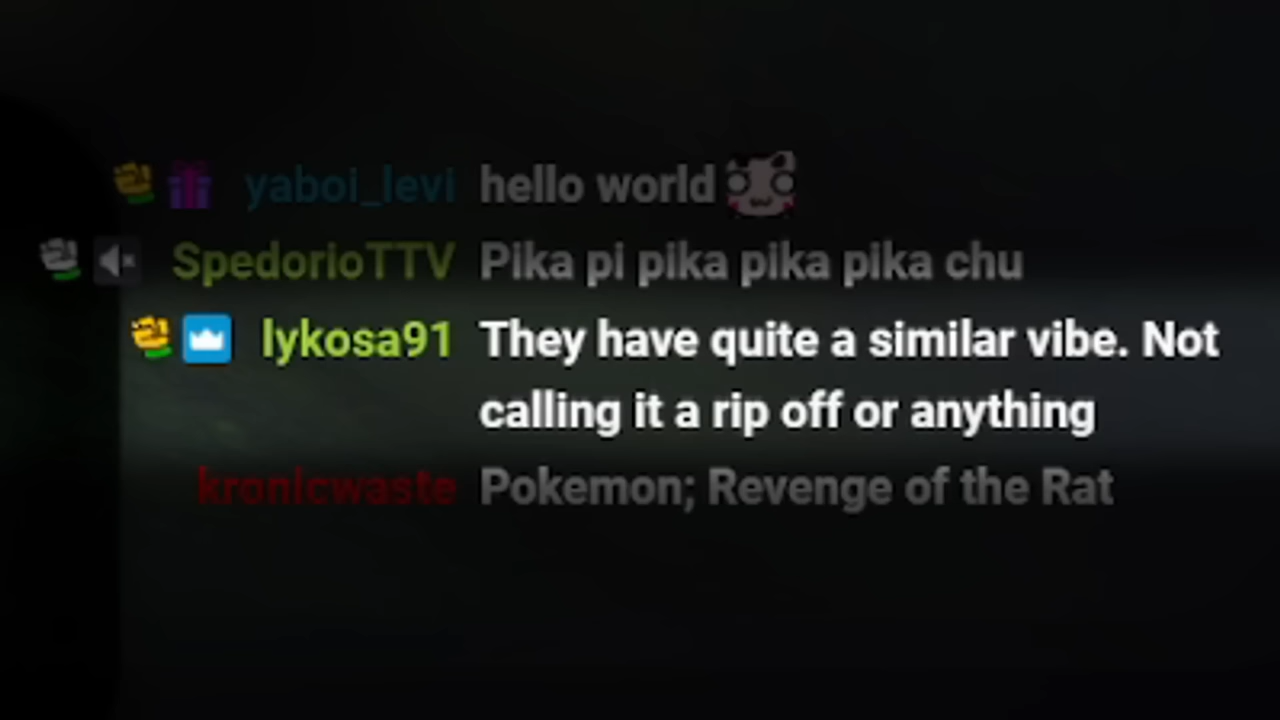 yaboi_levi hello world
SpedorioTTV Pika pi pika pika pika chu
lykosa91 They have quite a similar vibe. Not
calling it a rip off or anything
kronicwaste Pokemon; Revenge of the Rat